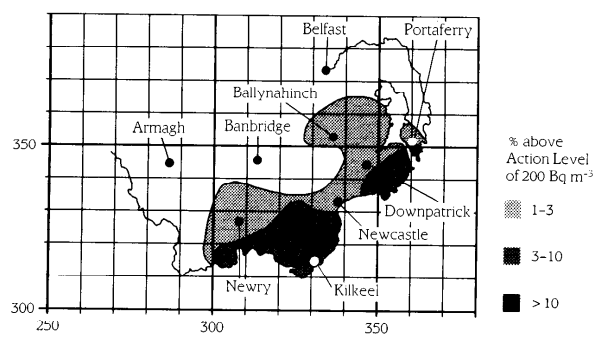 Belfast
Portaferry
Ballynahinch
Armagh
Banbridge
350
% above
Action Level
of 200 Bq m⁻³
1–3
Downpatrick
Newcastle
3–10
Newry
Kilkeel
>10
300
250
300
350